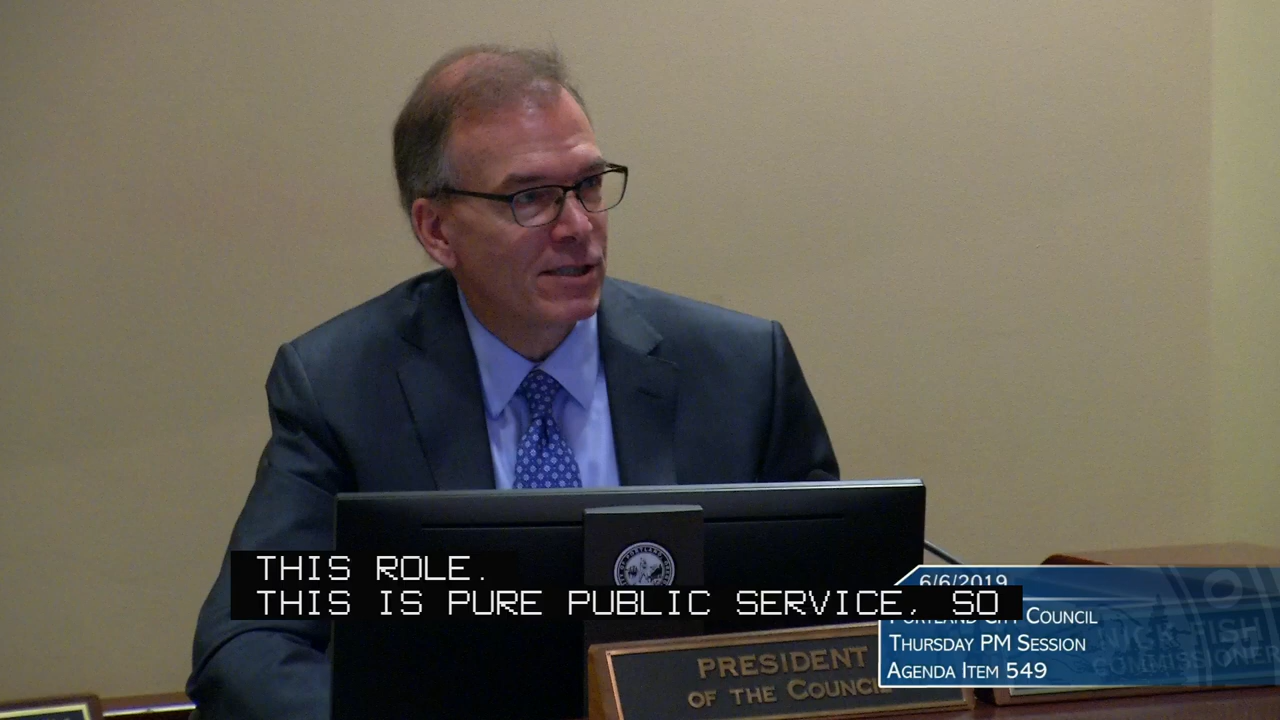 THIS ROLE.
THIS IS PURE PUBLIC SERVICE, SO
6/6/2019
PORTLAND CITY COUNCIL
THURSDAY PM SESSION
AGENDA ITEM 549
NICK FISH
COMMISSIONER
PRESIDENT
OF THE COUNCIL